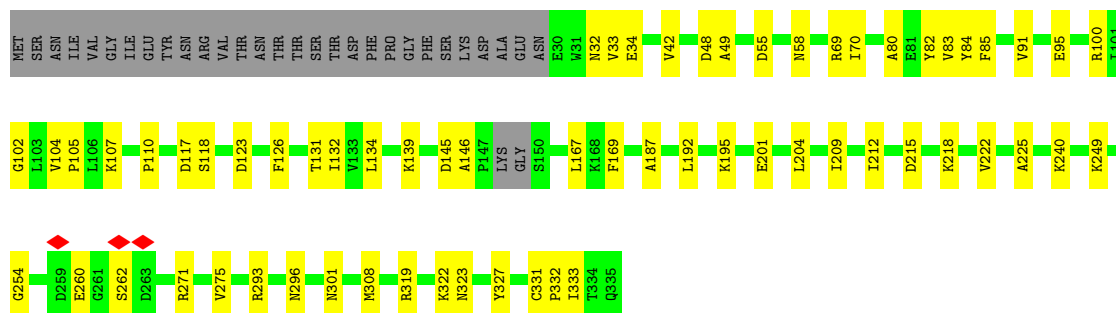 MET SER ASN ILE VAL GLY ILE GLU TYR ASN ARG VAL THR ASN THR THR SER THR ASP PHE PRO GLY PHE SER LYS ASP ALA GLU ASN E30 W31 N32 V33 E34 V42 D48 A49 D55 N58 R69 I70 A80 E81 Y82 V83 Y84 F85 V91 E95 R100 I101
G102 L103 V104 P105 L106 K107 P110 D117 S118 D123 F126 T131 I132 V133 L134 K139 D145 A146 P147 LYS GLY S150 L167 K168 F169 A187 L192 K195 E201 L204 I209 I212 D215 K218 V222 A225 K240 K249
G254 D259 E260 G261 S262 D263 R271 V275 R293 N296 N301 M308 R319 K322 N323 Y327 C331 P332 I333 T334 Q335